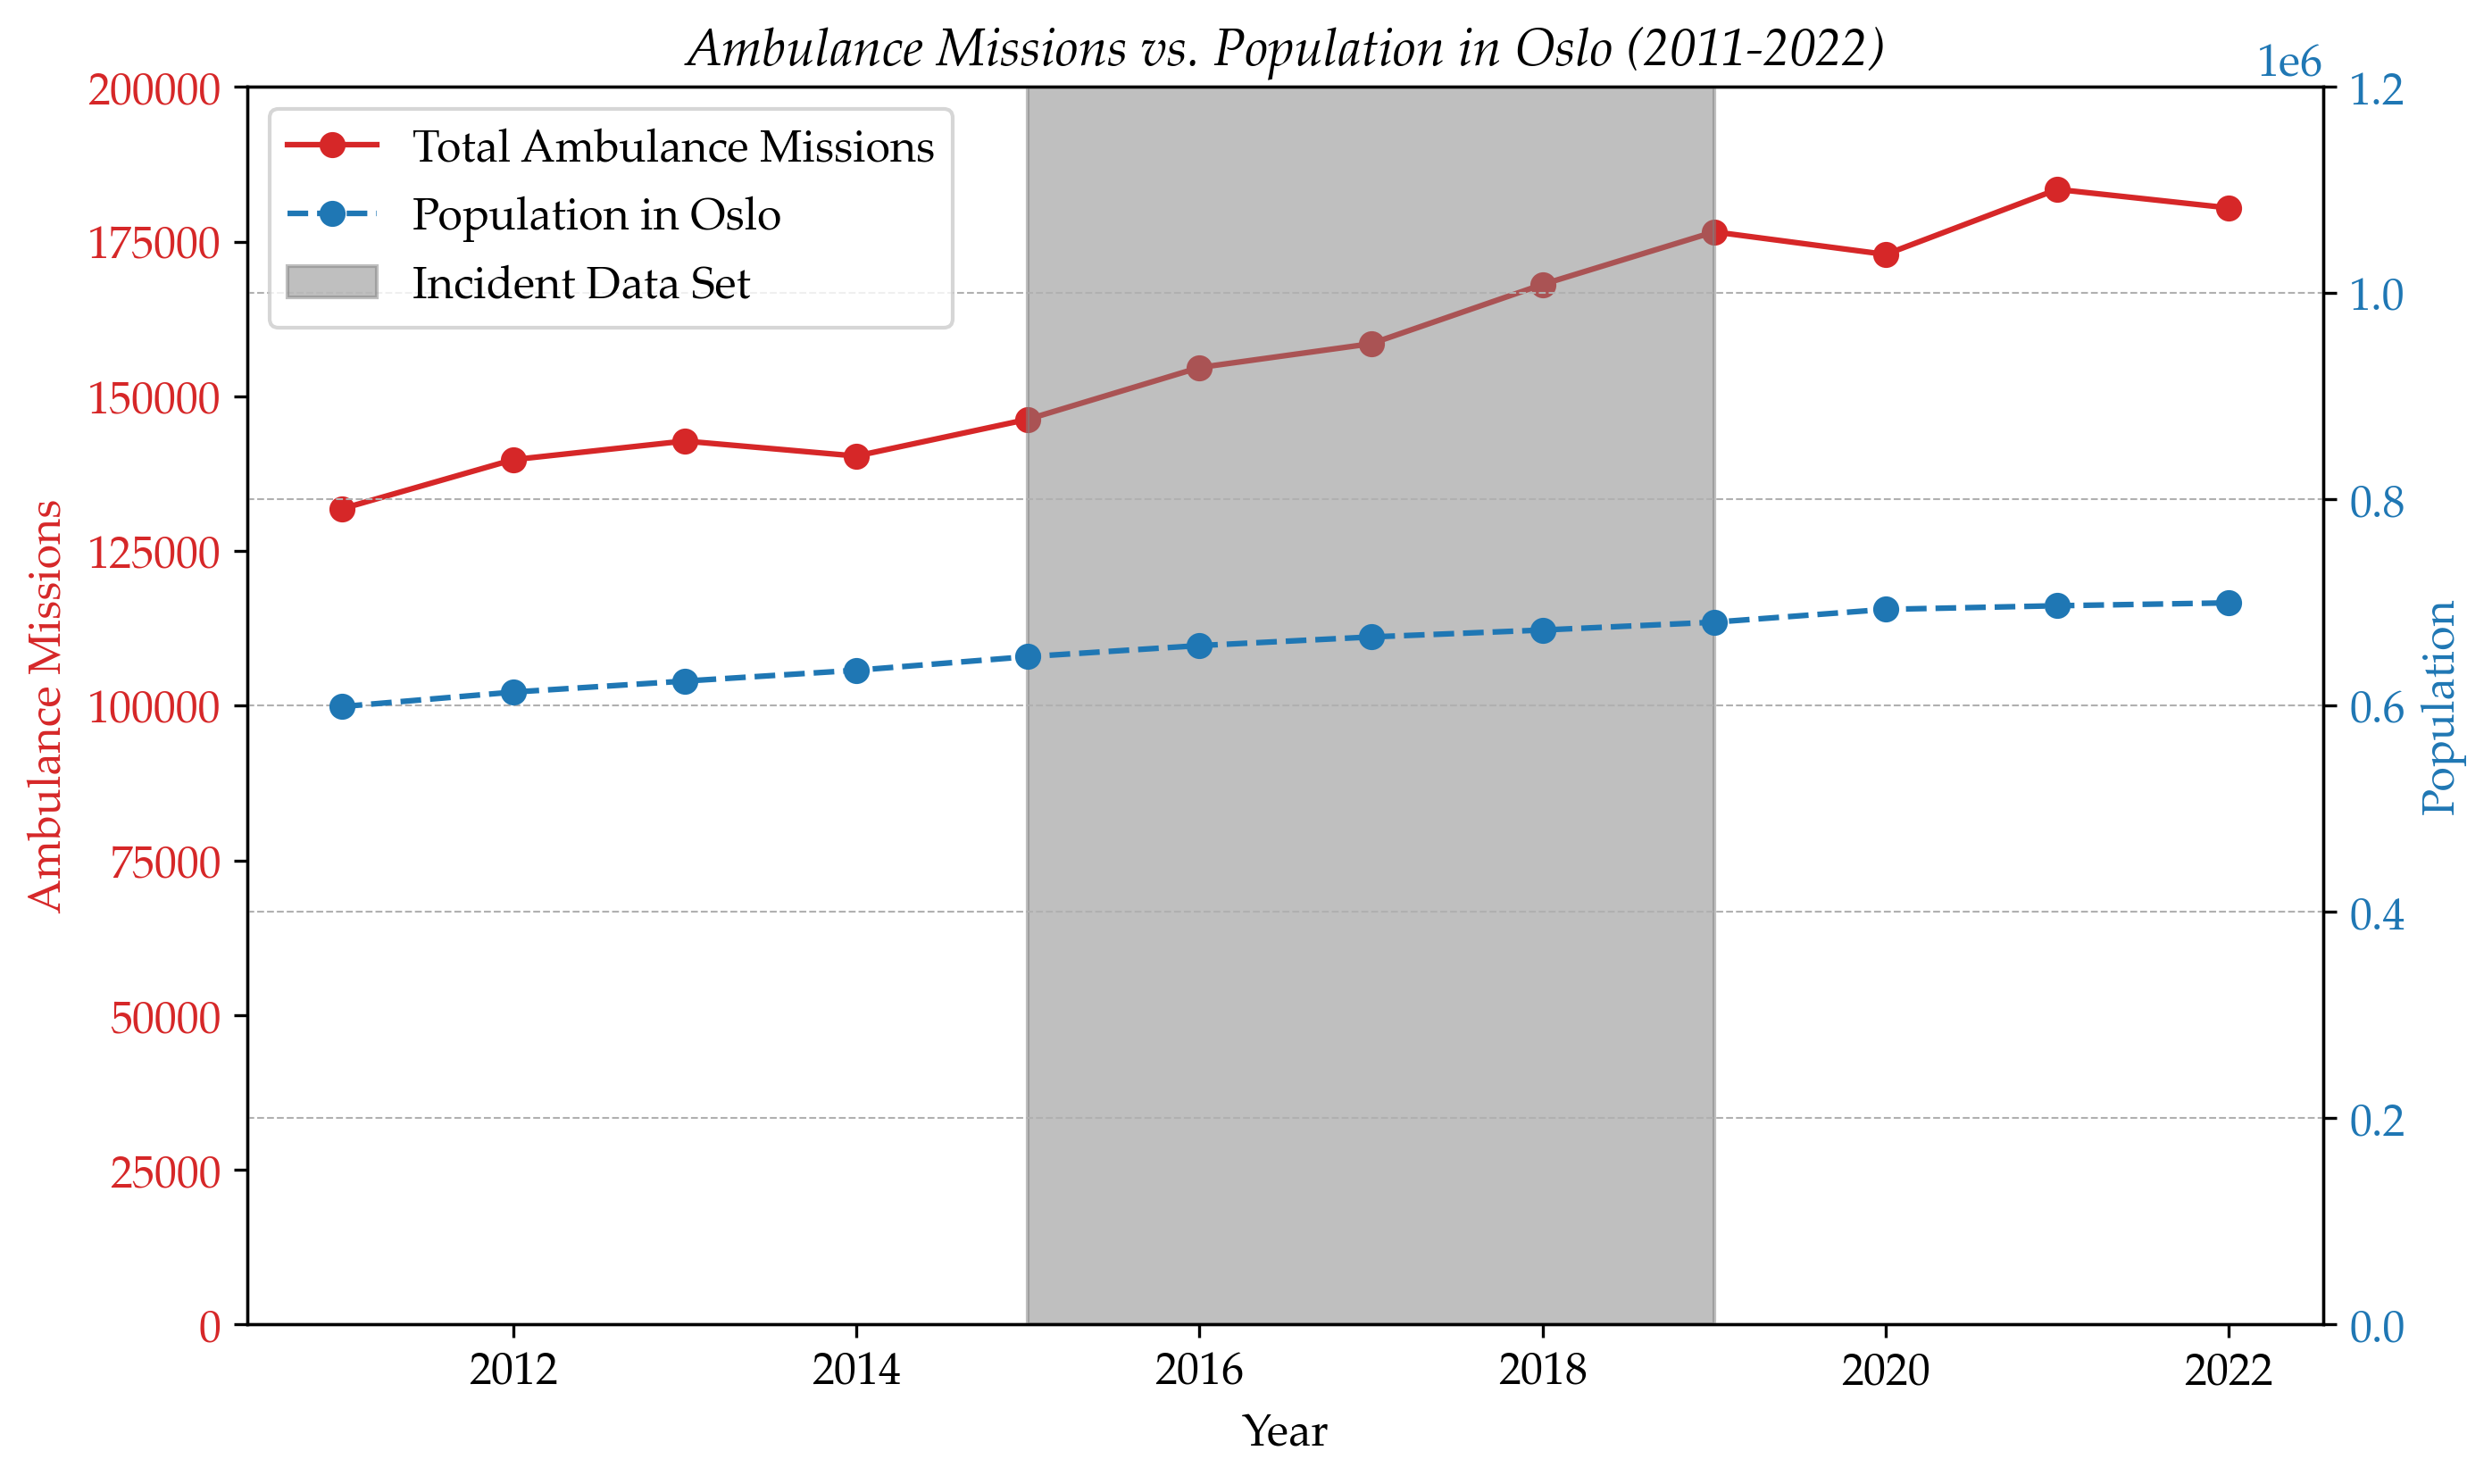 Ambulance Missions vs. Population in Oslo (2011-2022)
1e6
Total Ambulance Missions
Population in Oslo
Incident Data Set
Ambulance Missions
200000
175000
150000
125000
100000
75000
50000
25000
0
1.2
1.0
0.8
0.6
0.4
0.2
0.0
Population
2012
2014
2016
2018
2020
2022
Year